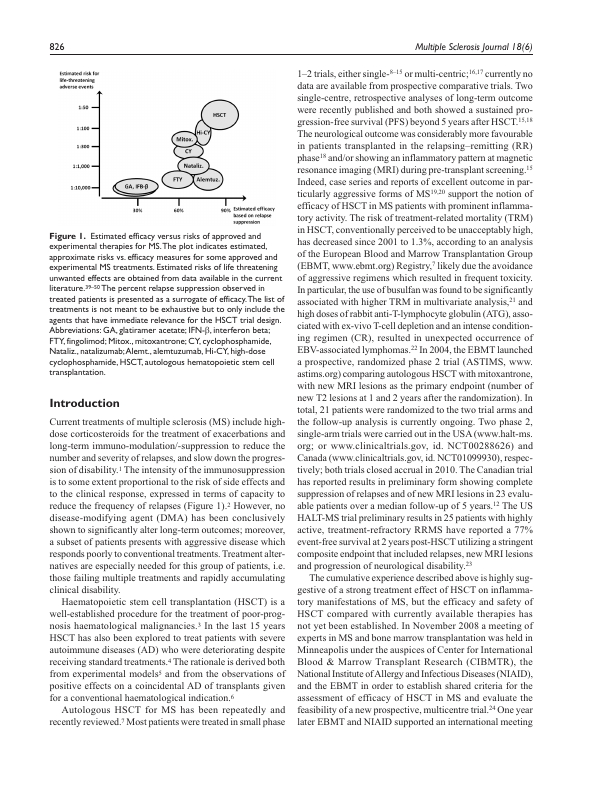 826
Multiple Sclerosis Journal 18(6)
Estimated risk for
life-threatening
adverse events
1:50
1:100
1:300
1:1,000
1:10,000
HSCT
Hi-CY
Mitox.
CY
Nataliz.
FTY
Alemtuz.
GA, IFB-β
30%
60%
90%
Estimated efficacy
based on relapse
suppression
Figure 1. Estimated efficacy versus risks of approved and
experimental therapies for MS. The plot indicates estimated,
approximate risks vs. efficacy measures for some approved and
experimental MS treatments. Estimated risks of life threatening
unwanted effects are obtained from data available in the current
literature.39–50 The percent relapse suppression observed in
treated patients is presented as a surrogate of efficacy. The list of
treatments is not meant to be exhaustive but to only include the
agents that have immediate relevance for the HSCT trial design.
Abbreviations: GA, glatiramer acetate; IFN-β, interferon beta;
FTY, fingolimod; Mitox., mitoxantrone; CY, cyclophosphamide,
Nataliz., natalizumab; Alemt., alemtuzumab, Hi-CY, high-dose
cyclophosphamide, HSCT, autologous hematopoietic stem cell
transplantation.
Introduction
Current treatments of multiple sclerosis (MS) include high-
dose corticosteroids for the treatment of exacerbations and
long-term immuno-modulation/-suppression to reduce the
number and severity of relapses, and slow down the progres-
sion of disability.1 The intensity of the immunosuppression
is to some extent proportional to the risk of side effects and
to the clinical response, expressed in terms of capacity to
reduce the frequency of relapses (Figure 1).2 However, no
disease-modifying agent (DMA) has been conclusively
shown to significantly alter long-term outcomes; moreover,
a subset of patients presents with aggressive disease which
responds poorly to conventional treatments. Treatment alter-
natives are especially needed for this group of patients, i.e.
those failing multiple treatments and rapidly accumulating
clinical disability.
Haematopoietic stem cell transplantation (HSCT) is a
well-established procedure for the treatment of poor-prog-
nosis haematological malignancies.3 In the last 15 years
HSCT has also been explored to treat patients with severe
autoimmune diseases (AD) who were deteriorating despite
receiving standard treatments.4 The rationale is derived both
from experimental models5 and from the observations of
positive effects on a coincidental AD of transplants given
for a conventional haematological indication.6
Autologous HSCT for MS has been repeatedly and
recently reviewed.7 Most patients were treated in small phase
1–2 trials, either single-8–15 or multi-centric;16,17 currently no
data are available from prospective comparative trials. Two
single-centre, retrospective analyses of long-term outcome
were recently published and both showed a sustained pro-
gression-free survival (PFS) beyond 5 years after HSCT.15,18
The neurological outcome was considerably more favourable
in patients transplanted in the relapsing–remitting (RR)
phase18 and/or showing an inflammatory pattern at magnetic
resonance imaging (MRI) during pre-transplant screening.15
Indeed, case series and reports of excellent outcome in par-
ticularly aggressive forms of MS19,20 support the notion of
efficacy of HSCT in MS patients with prominent inflamma-
tory activity. The risk of treatment-related mortality (TRM)
in HSCT, conventionally perceived to be unacceptably high,
has decreased since 2001 to 1.3%, according to an analysis
of the European Blood and Marrow Transplantation Group
(EBMT, www.ebmt.org) Registry,7 likely due the avoidance
of aggressive regimens which resulted in frequent toxicity.
In particular, the use of busulfan was found to be significantly
associated with higher TRM in multivariate analysis,21 and
high doses of rabbit anti-T-lymphocyte globulin (ATG), asso-
ciated with ex-vivo T-cell depletion and an intense condition-
ing regimen (CR), resulted in unexpected occurrence of
EBV-associated lymphomas.22 In 2004, the EBMT launched
a prospective, randomized phase 2 trial (ASTIMS, www.
astims.org) comparing autologous HSCT with mitoxantrone,
with new MRI lesions as the primary endpoint (number of
new T2 lesions at 1 and 2 years after the randomization). In
total, 21 patients were randomized to the two trial arms and
the follow-up analysis is currently ongoing. Two phase 2,
single-arm trials were carried out in the USA (www.halt-ms.
org; or www.clinicaltrials.gov, id. NCT00288626) and
Canada (www.clinicaltrials.gov, id. NCT01099930), respec-
tively; both trials closed accrual in 2010. The Canadian trial
has reported results in preliminary form showing complete
suppression of relapses and of new MRI lesions in 23 evalu-
able patients over a median follow-up of 5 years.12 The US
HALT-MS trial preliminary results in 25 patients with highly
active, treatment-refractory RRMS have reported a 77%
event-free survival at 2 years post-HSCT utilizing a stringent
composite endpoint that included relapses, new MRI lesions
and progression of neurological disability.23
The cumulative experience described above is highly sug-
gestive of a strong treatment effect of HSCT on inflamma-
tory manifestations of MS, but the efficacy and safety of
HSCT compared with currently available therapies has
not yet been established. In November 2008 a meeting of
experts in MS and bone marrow transplantation was held in
Minneapolis under the auspices of Center for International
Blood & Marrow Transplant Research (CIBMTR), the
National Institute of Allergy and Infectious Diseases (NIAID),
and the EBMT in order to establish shared criteria for the
assessment of efficacy of HSCT in MS and evaluate the
feasibility of a new prospective, multicentre trial.24 One year
later EBMT and NIAID supported an international meeting